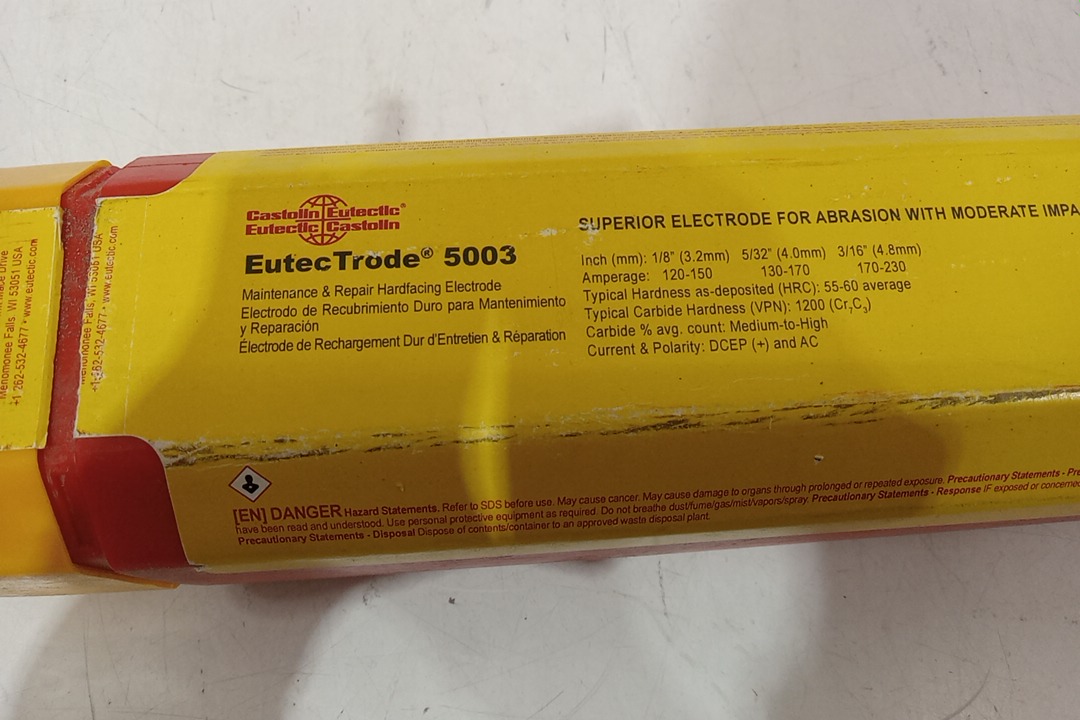 Menomonee Falls, WI 53051 USA
+1 262-532-4677 • www.eutectic.com
Menomonee Falls, WI 53051 USA
+1-262-532-4677 • www.eutectic.com
Castolin Eutectic®
Eutectic Castolin
EutecTrode® 5003
Maintenance & Repair Hardfacing Electrode
Electrodo de Recubrimiento Duro para Mantenimiento
y Reparación
Électrode de Rechargement Dur d'Entretien & Réparation
SUPERIOR ELECTRODE FOR ABRASION WITH MODERATE IMPA
Inch (mm): 1/8" (3.2mm) 5/32" (4.0mm) 3/16" (4.8mm)
Amperage: 120-150 130-170 170-230
Typical Hardness as-deposited (HRC): 55-60 average
Typical Carbide Hardness (VPN): 1200 (Cr₇C₃)
Carbide % avg. count: Medium-to-High
Current & Polarity: DCEP (+) and AC
[EN] DANGER Hazard Statements. Refer to SDS before use. May cause cancer. May cause damage to organs through prolonged or repeated exposure. Precautionary Statements - Pre
have been read and understood. Use personal protective equipment as required. Do not breathe dust/fume/gas/mist/vapors/spray. Precautionary Statements - Response IF exposed or concerned
Precautionary Statements - Disposal Dispose of contents/container to an approved waste disposal plant.